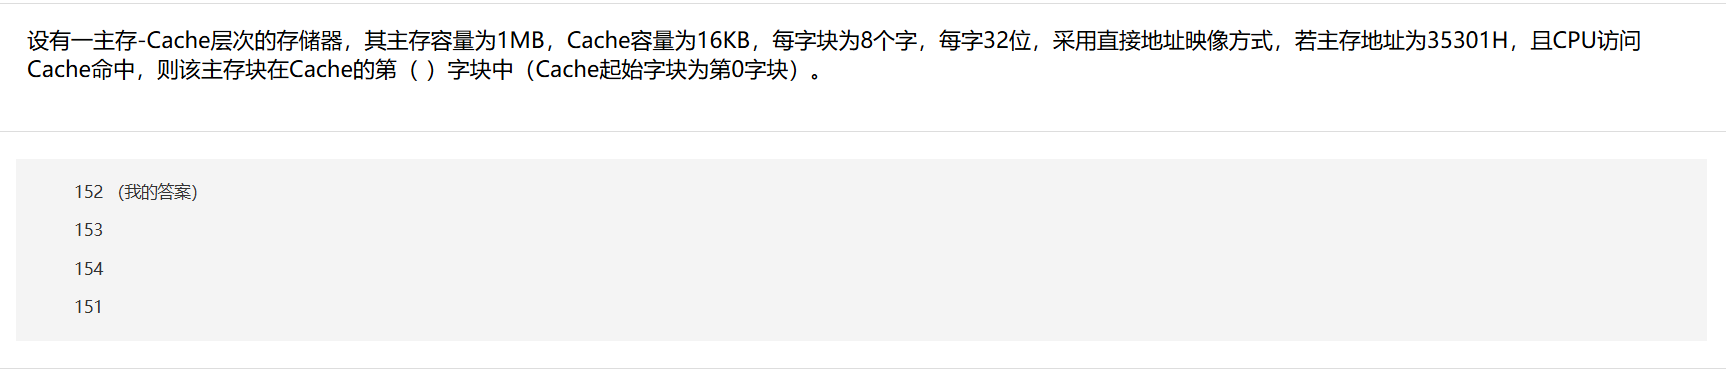 设有一主存-Cache层次的存储器，其主存容量为1MB，Cache容量为16KB，每字块为8个字，每字32位，采用直接地址映像方式，若主存地址为35301H，且CPU访问
Cache命中，则该主存块在Cache的第（ ）字块中（Cache起始字块为第0字块）。
152 (我的答案)
153
154
151